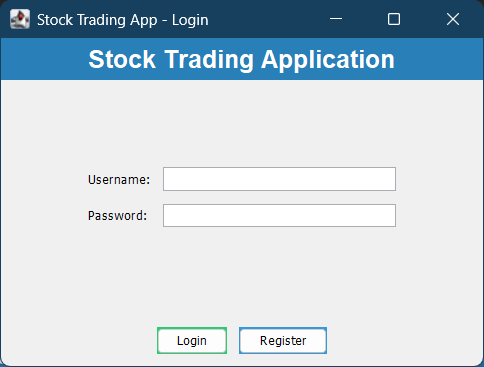 Stock Trading App - Login
Stock Trading Application
Username:
Password:
Login Register